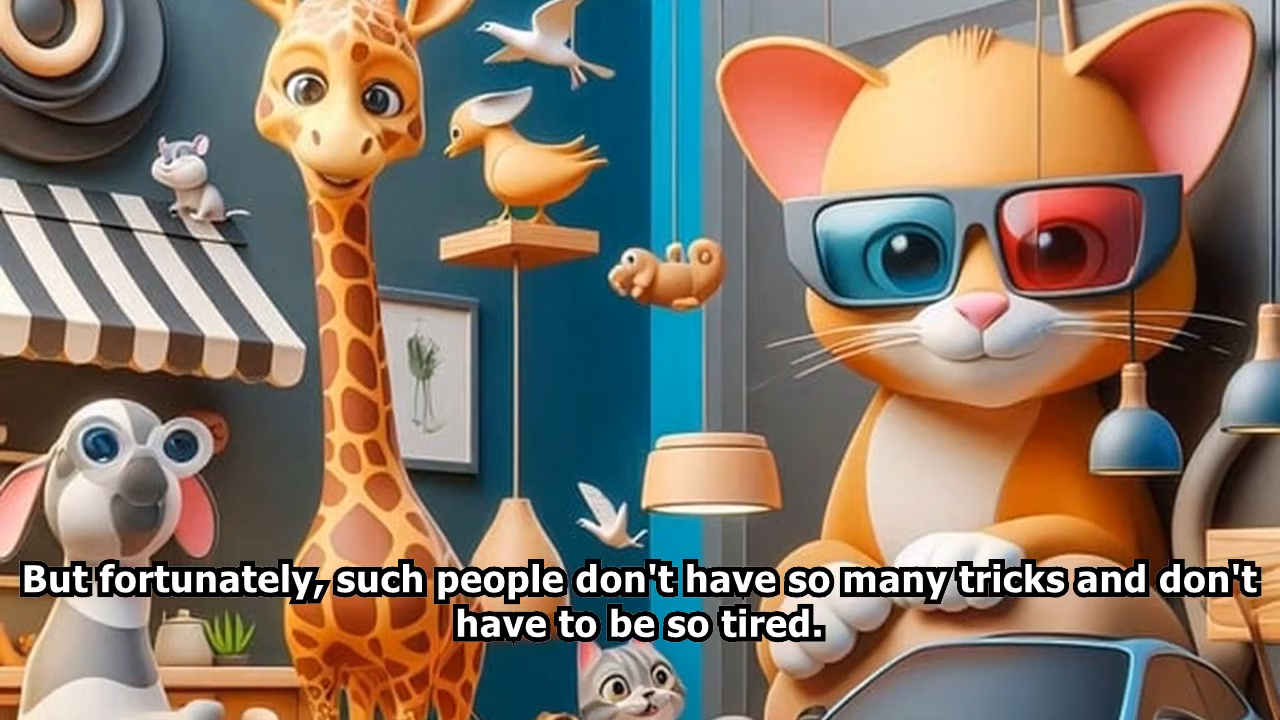 But fortunately, such people don't have so many tricks and don't
have to be so tired.